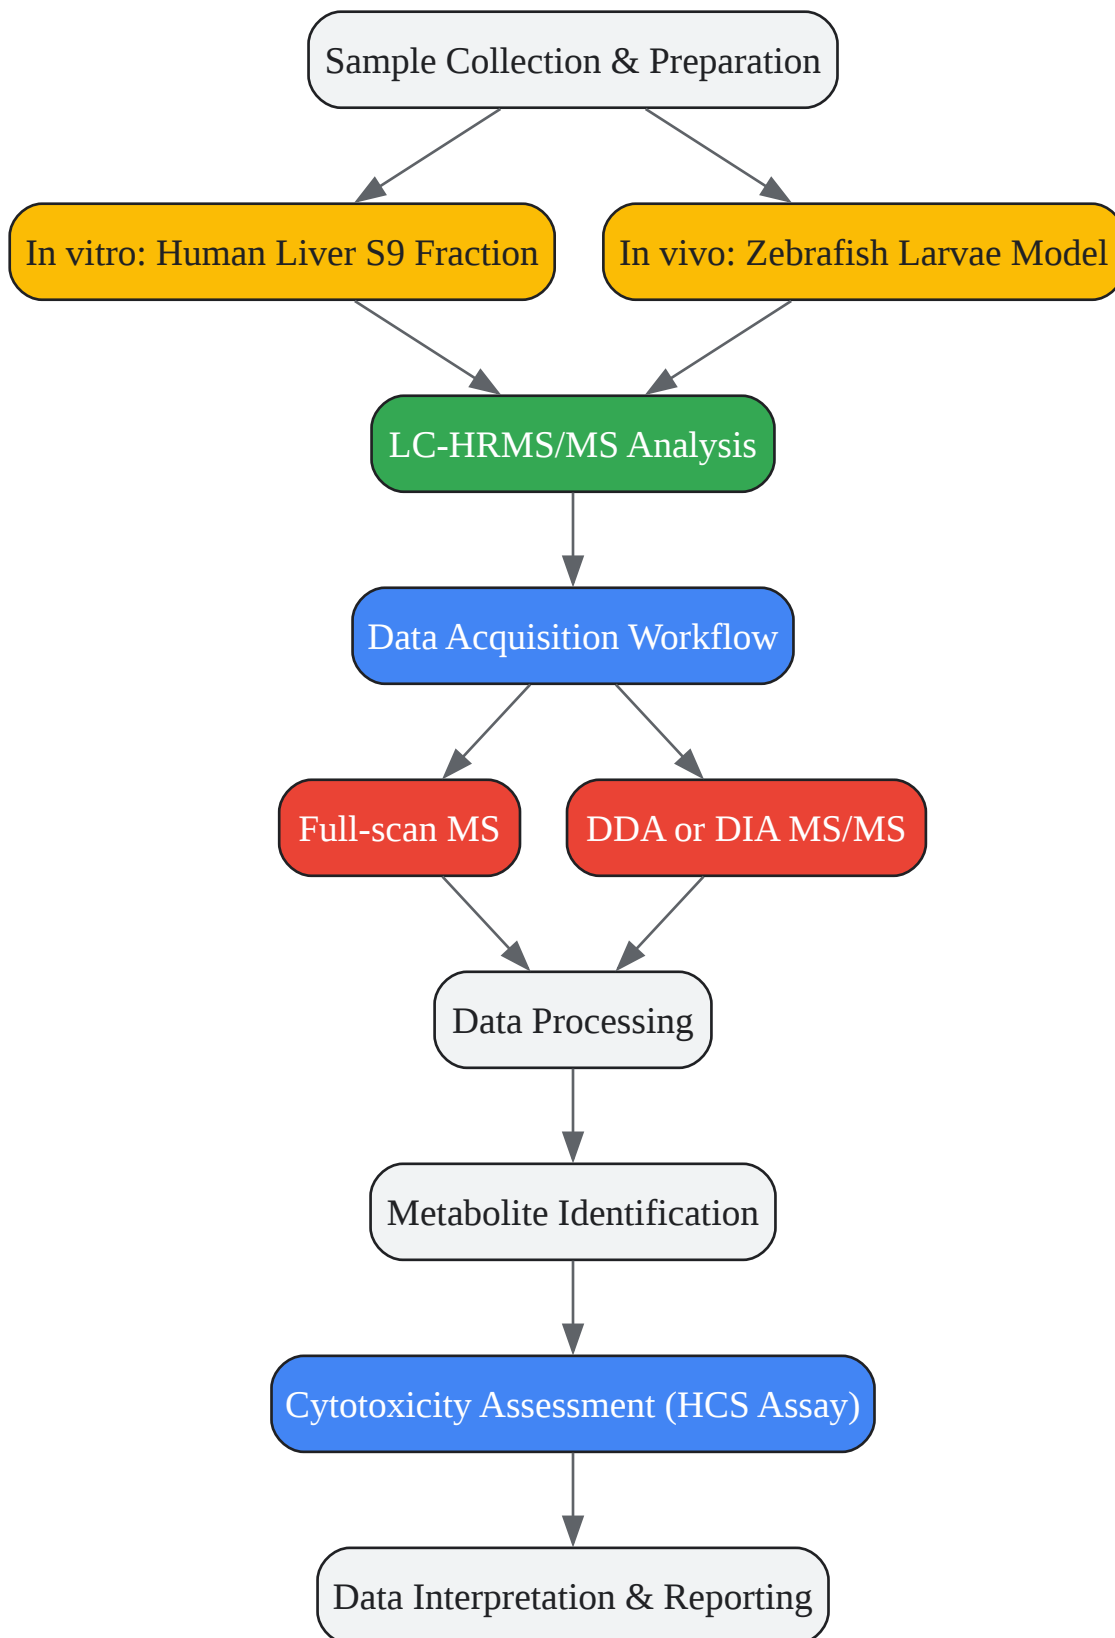 Sample Collection & Preparation
In vitro: Human Liver S9 Fraction
In vivo: Zebrafish Larvae Model
LC-HRMS/MS Analysis
Data Acquisition Workflow
Full-scan MS
DDA or DIA MS/MS
Data Processing
Metabolite Identification
Cytotoxicity Assessment (HCS Assay)
Data Interpretation & Reporting